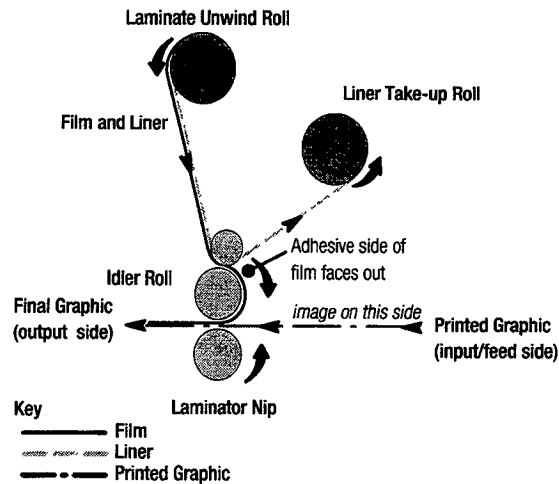 Laminate Unwind Roll
Liner Take-up Roll
Film and Liner
Adhesive side of
film faces out
Idler Roll
Final Graphic
(output side)
image on this side
Printed Graphic
(input/feed side)
Laminator Nip
Key
Film
Liner
Printed Graphic